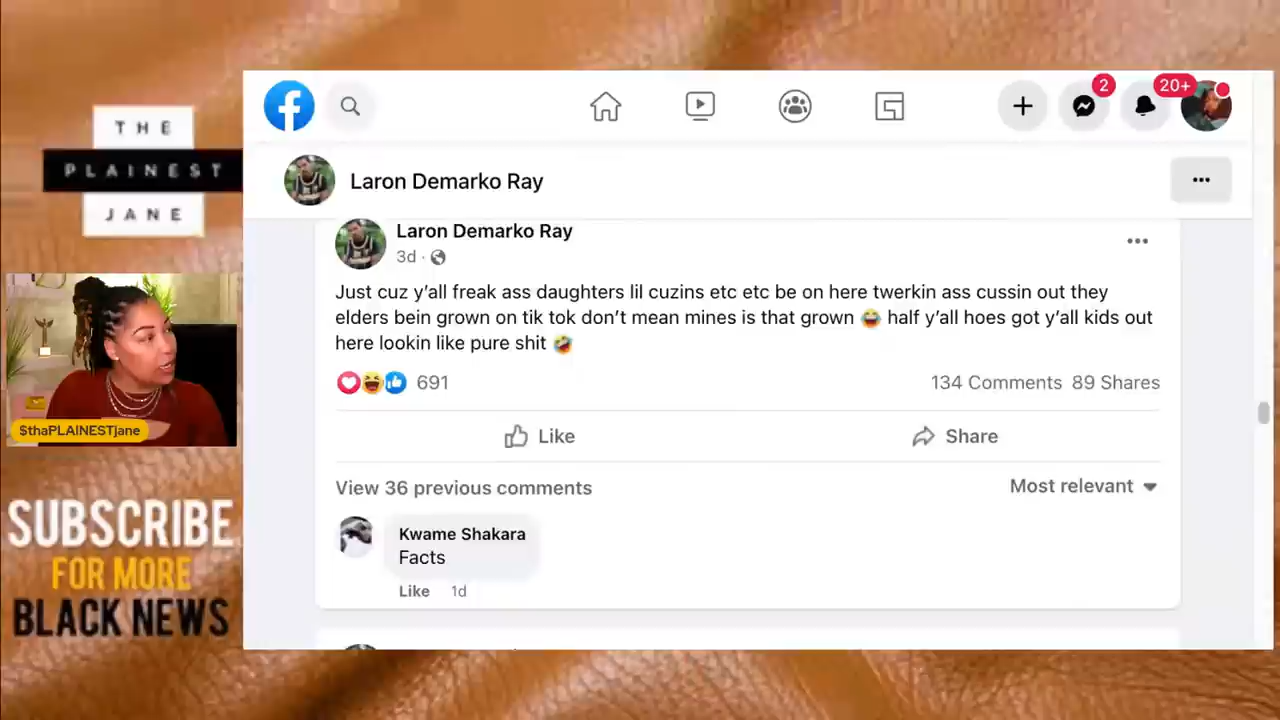 THE
PLAINEST
JANE
2
20+
Laron Demarko Ray
Laron Demarko Ray
3d ·
Just cuz y’all freak ass daughters lil cuzins etc etc be on here twerkin ass cussin out they
elders bein grown on tik tok don’t mean mines is that grown 😂 half y’all hoes got y’all kids out
here lookin like pure shit 🤣
691
134 Comments 89 Shares
Like
Share
View 36 previous comments
Most relevant
Kwame Shakara
Facts
Like 1d
$thaPLAINESTjane
SUBSCRIBE
FOR MORE
BLACK NEWS